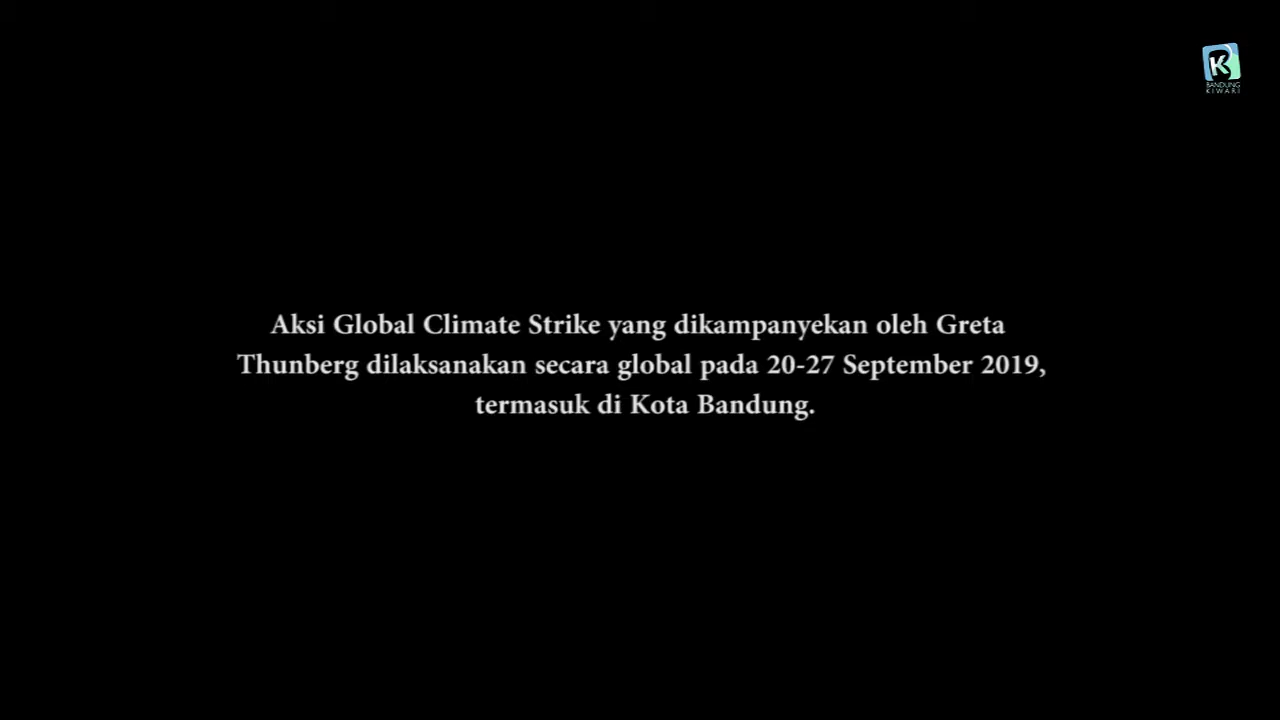 BANDUNG
KIWARI
Aksi Global Climate Strike yang dikampanyekan oleh Greta
Thunberg dilaksanakan secara global pada 20-27 September 2019,
termasuk di Kota Bandung.